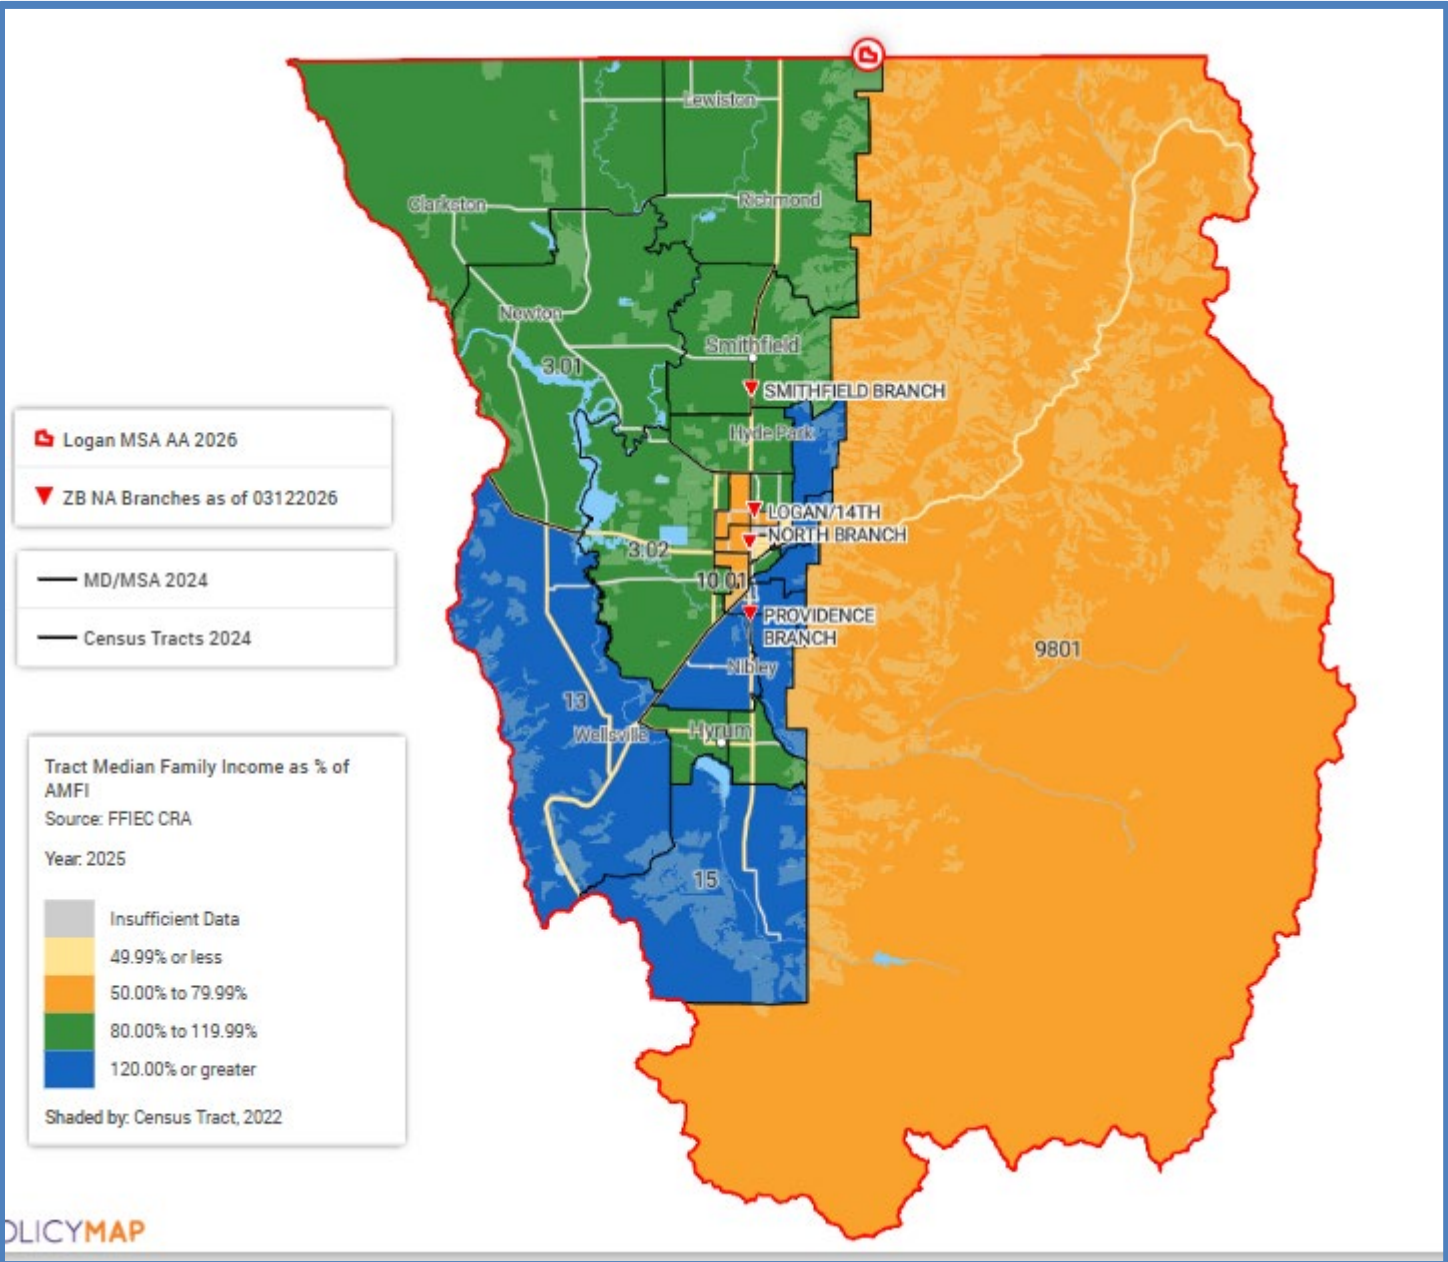 Lewiston
Clarkston
Richmond
Newton
Smithfield
3.01
SMITHFIELD BRANCH
Hyde Park
LOGAN/14TH
NORTH BRANCH
3.02
10.01
PROVIDENCE
BRANCH
Nibley
9801
13
Wellsville
Hyrum
15
Logan MSA AA 2026
ZB NA Branches as of 03122026
MD/MSA 2024
Census Tracts 2024
Tract Median Family Income as % of
AMFI
Source: FFIEC CRA
Year: 2025
Insufficient Data
49.99% or less
50.00% to 79.99%
80.00% to 119.99%
120.00% or greater
Shaded by: Census Tract, 2022
OLICYMAP